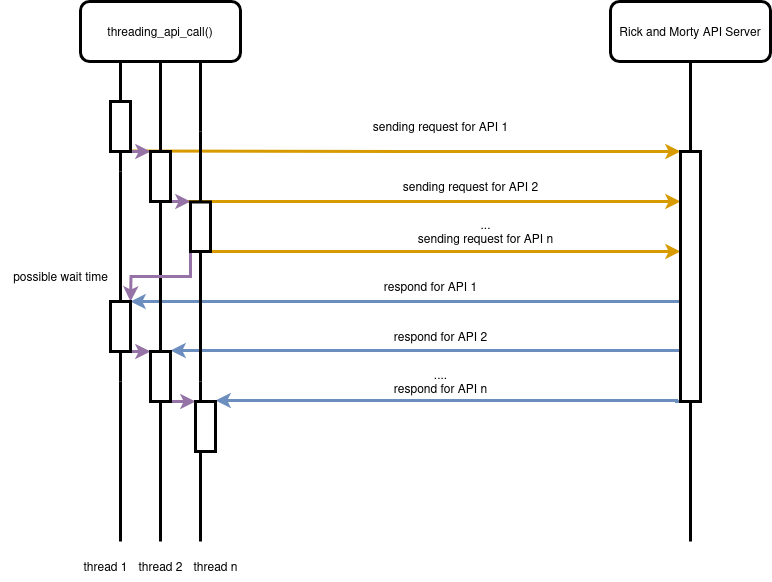 threading_api_call()
Rick and Morty API Server
sending request for API 1
sending request for API 2
...
sending request for API n
possible wait time
respond for API 1
respond for API 2
....
respond for API n
thread 1
thread 2
thread n